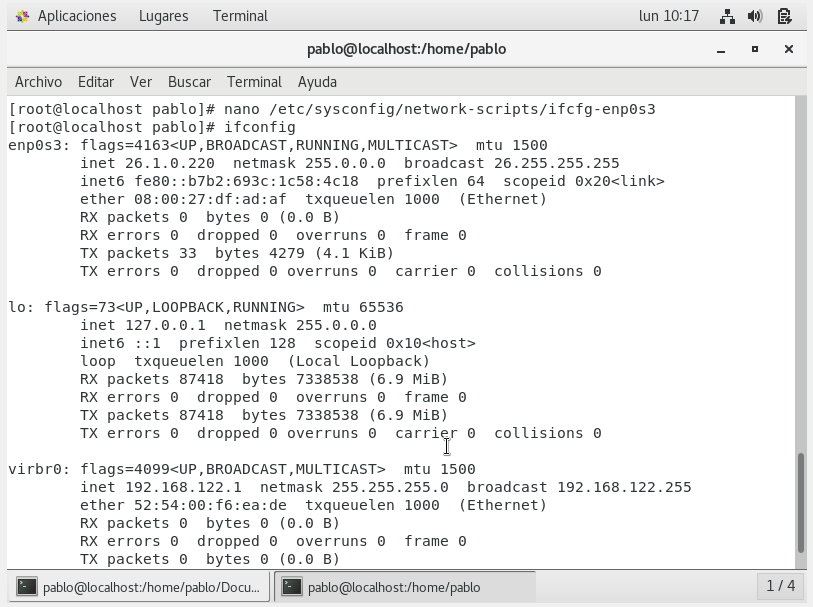 Aplicaciones Lugares Terminal lun 10:17
pablo@localhost:/home/pablo
Archivo Editar Ver Buscar Terminal Ayuda
[root@localhost pablo]# nano /etc/sysconfig/network-scripts/ifcfg-enp0s3
[root@localhost pablo]# ifconfig
enp0s3: flags=4163<UP,BROADCAST,RUNNING,MULTICAST>  mtu 1500
        inet 26.1.0.220  netmask 255.0.0.0  broadcast 26.255.255.255
        inet6 fe80::b7b2:693c:1c58:4c18  prefixlen 64  scopeid 0x20<link>
        ether 08:00:27:df:ad:af  txqueuelen 1000  (Ethernet)
        RX packets 0  bytes 0 (0.0 B)
        RX errors 0  dropped 0  overruns 0  frame 0
        TX packets 33  bytes 4279 (4.1 KiB)
        TX errors 0  dropped 0 overruns 0  carrier 0  collisions 0
lo: flags=73<UP,LOOPBACK,RUNNING>  mtu 65536
        inet 127.0.0.1  netmask 255.0.0.0
        inet6 ::1  prefixlen 128  scopeid 0x10<host>
        loop  txqueuelen 1000  (Local Loopback)
        RX packets 87418  bytes 7338538 (6.9 MiB)
        RX errors 0  dropped 0  overruns 0  frame 0
        TX packets 87418  bytes 7338538 (6.9 MiB)
        TX errors 0  dropped 0 overruns 0  carrier 0  collisions 0
virbr0: flags=4099<UP,BROADCAST,MULTICAST>  mtu 1500
        inet 192.168.122.1  netmask 255.255.255.0  broadcast 192.168.122.255
        ether 52:54:00:f6:ea:de  txqueuelen 1000  (Ethernet)
        RX packets 0  bytes 0 (0.0 B)
        RX errors 0  dropped 0  overruns 0  frame 0
        TX packets 0  bytes 0 (0.0 B)
pablo@localhost:/home/pablo/Docu... pablo@localhost:/home/pablo 1 / 4